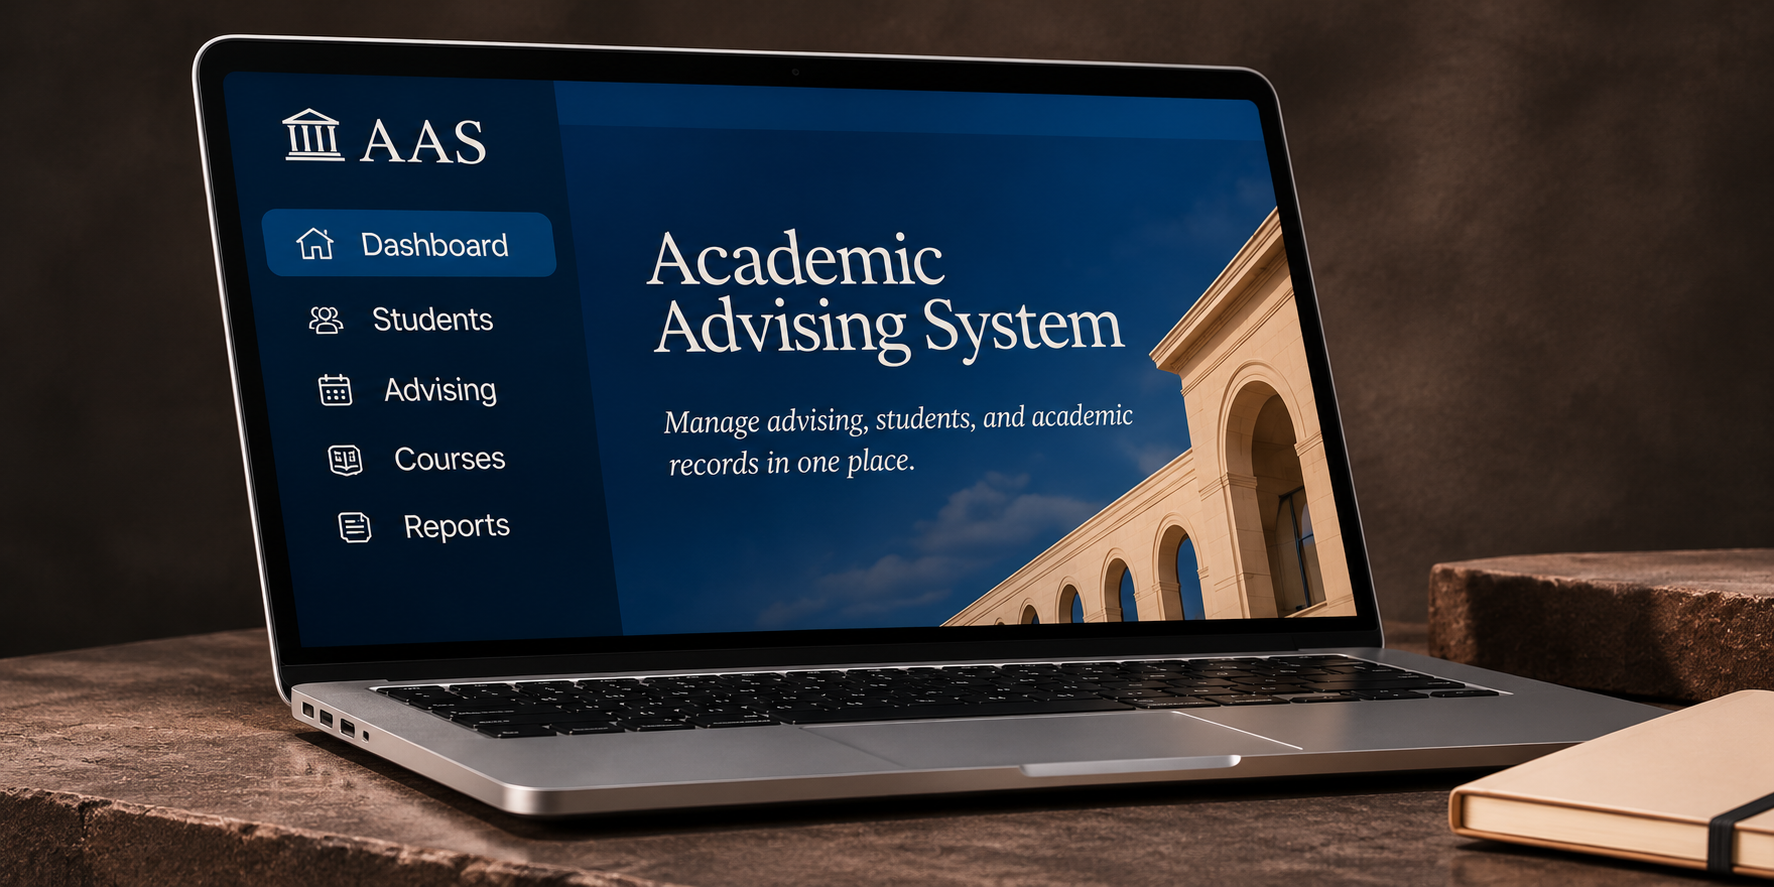 AAS
Dashboard
Students
Advising
Courses
Reports
Academic
Advising System
Manage advising, students, and academic
records in one place.